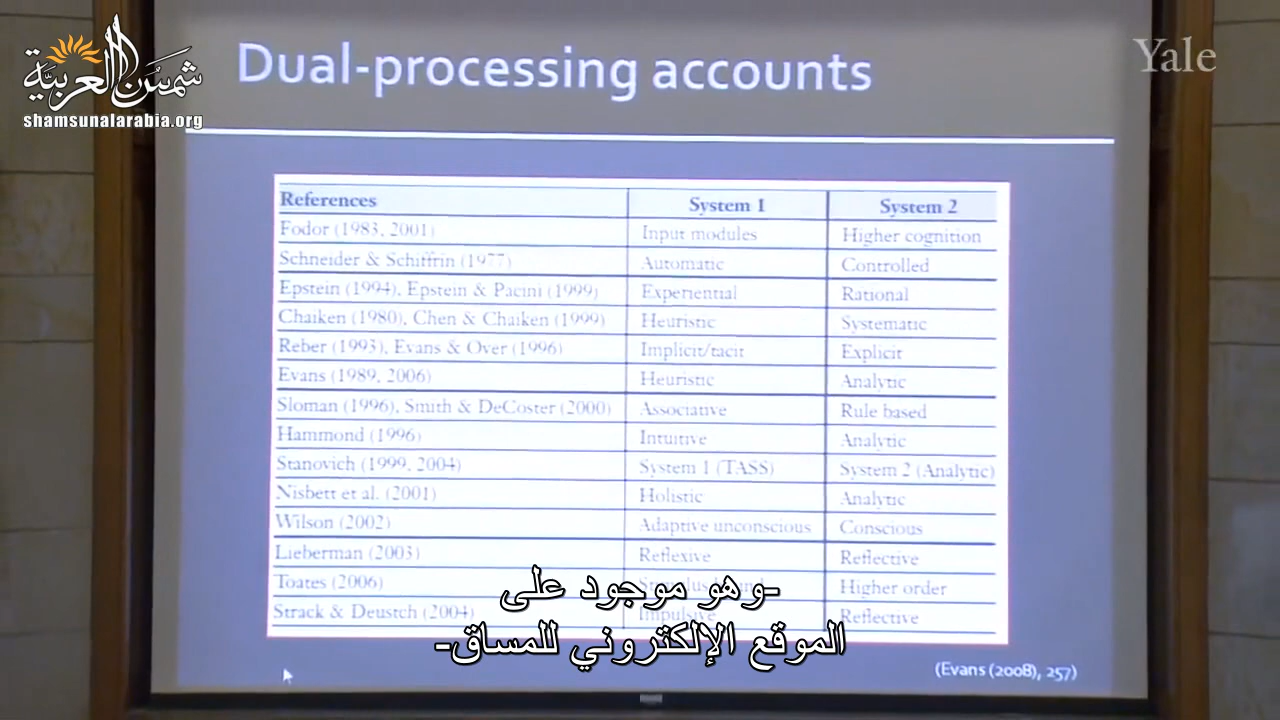 شمس العربية
shamsunalarabia.org
Dual-processing accounts
Yale
References System 1 System 2
Fodor (1983, 2001) Input modules Higher cognition
Schneider & Schiffrin (1977) Automatic Controlled
Epstein (1994), Epstein & Pacini (1999) Experiential Rational
Chaiken (1980), Chen & Chaiken (1999) Heuristic Systematic
Reber (1993), Evans & Over (1996) Implicit/tacit Explicit
Evans (1989, 2006) Heuristic Analytic
Sloman (1996), Smith & DeCoster (2000) Associative Rule based
Hammond (1996) Intuitive Analytic
Stanovich (1999, 2004) System 1 (TASS) System 2 (Analytic)
Nisbett et al. (2001) Holistic Analytic
Wilson (2002) Adaptive unconscious Conscious
Lieberman (2003) Reflexive Reflective
Toates (2006) Higher order
Strack & Deustch (2004) Impulsive Reflective
-وهو موجود على
الموقع الإلكتروني للمساق-
(Evans (2008), 257)